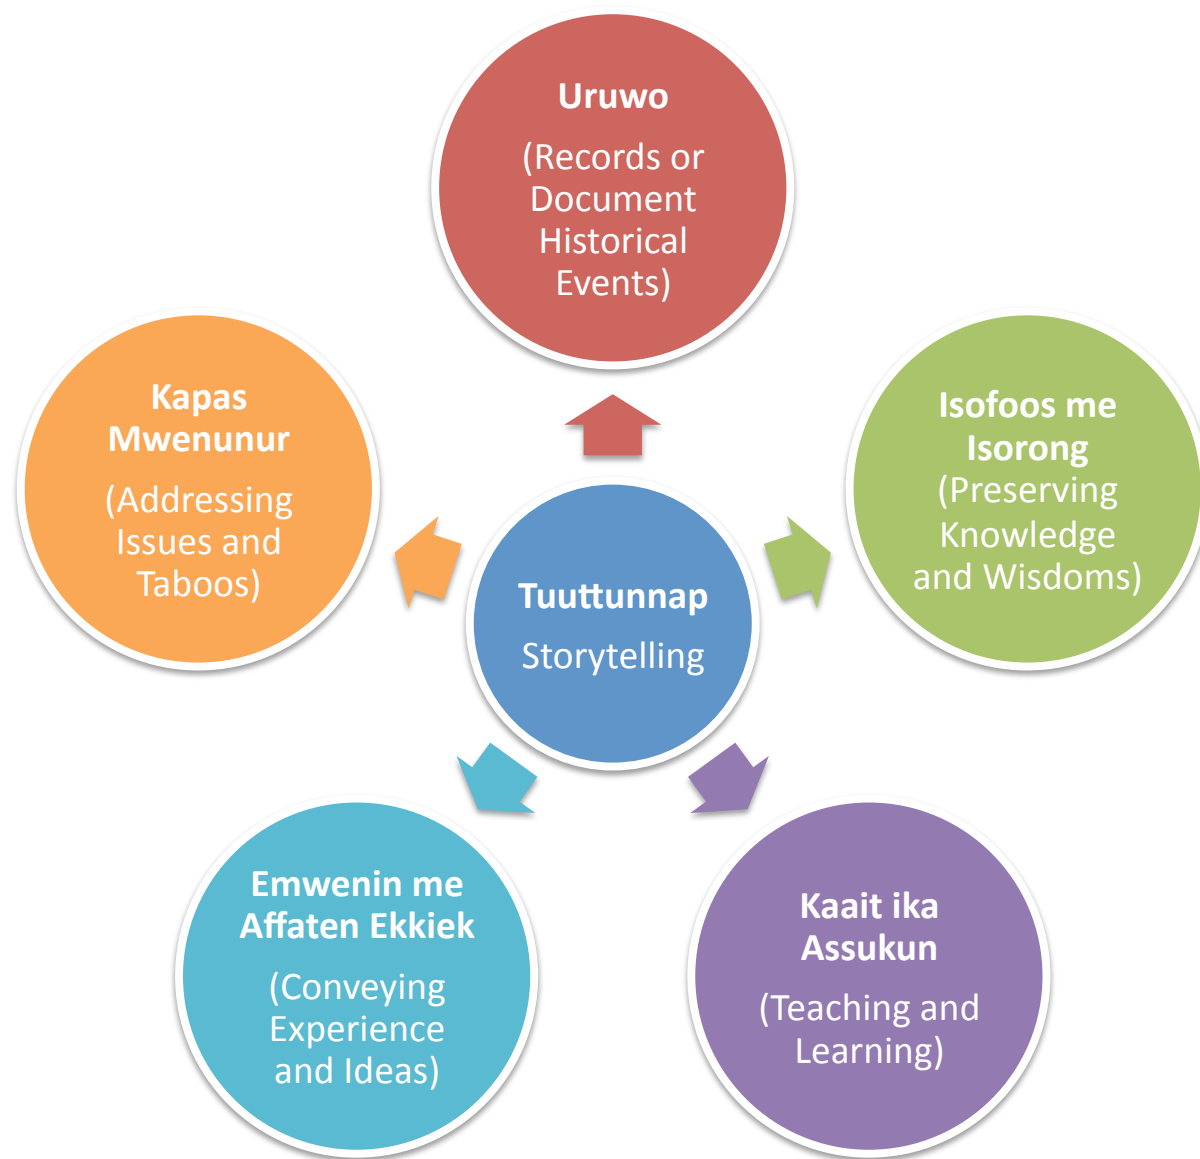 Uruwo
(Records or
Document
Historical
Events)
Kapas
Mwenunur
(Addressing
Issues and
Taboos)
Isofoos me
Isorong
(Preserving
Knowledge
and Wisdoms)
Tuuttunnap
Storytelling
Emwenin me
Affaten Ekkiek
(Conveying
Experience
and Ideas)
Kaait ika
Assukun
(Teaching and
Learning)